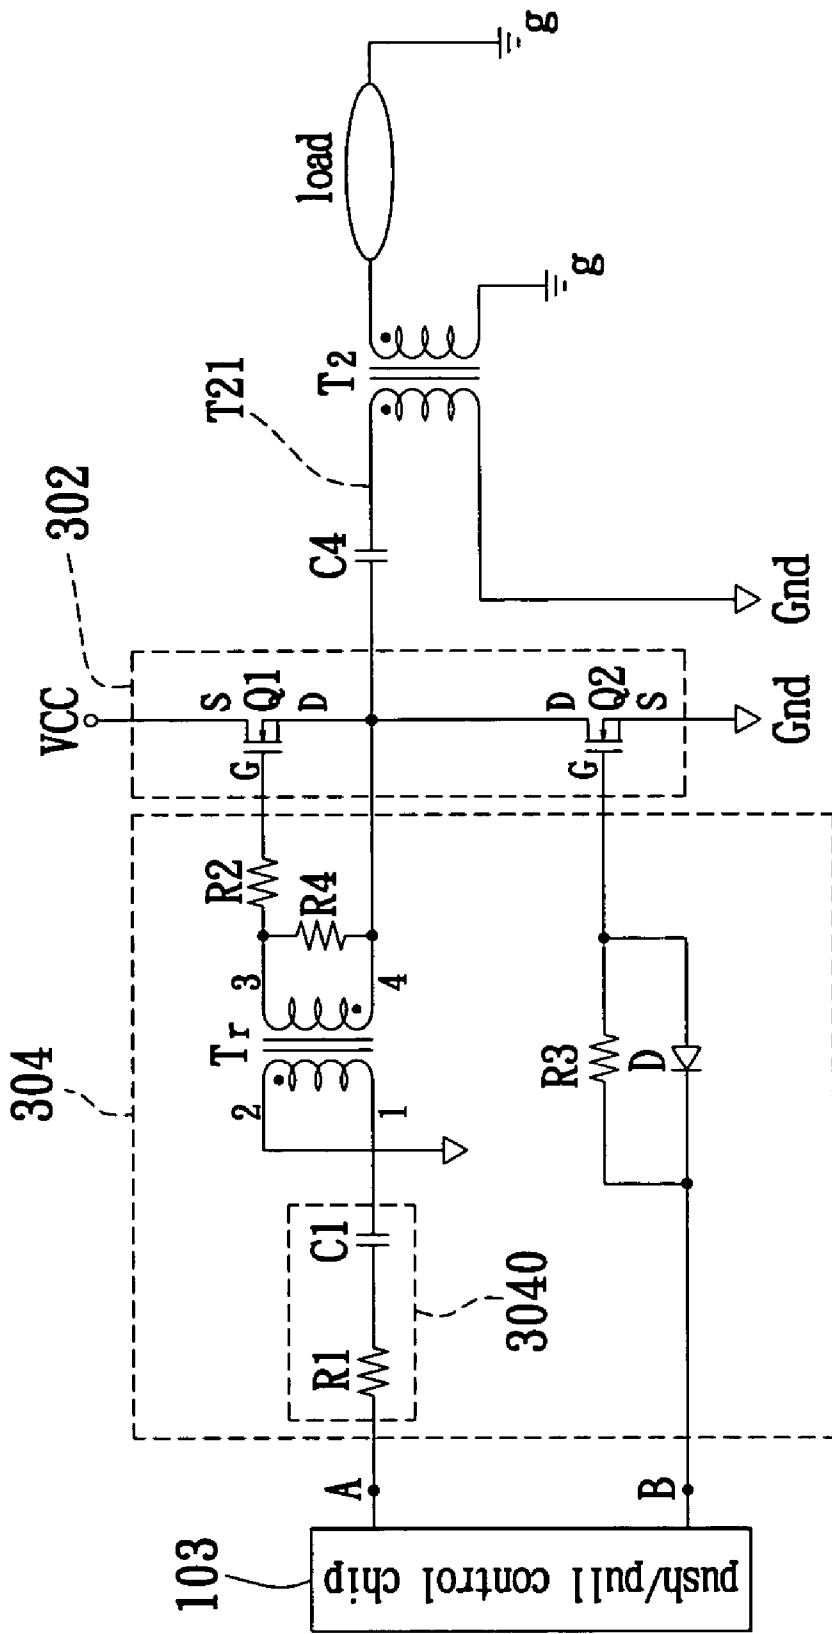 103
push/pull control chip
A
B
304
3040
R1
C1
2
1
Tr
3
4
R2
R4
R3
D
302
VCC
S
Q1
D
G
D
Q2
S
G
Gnd
C4
T21
T2
Gnd
load
g
g